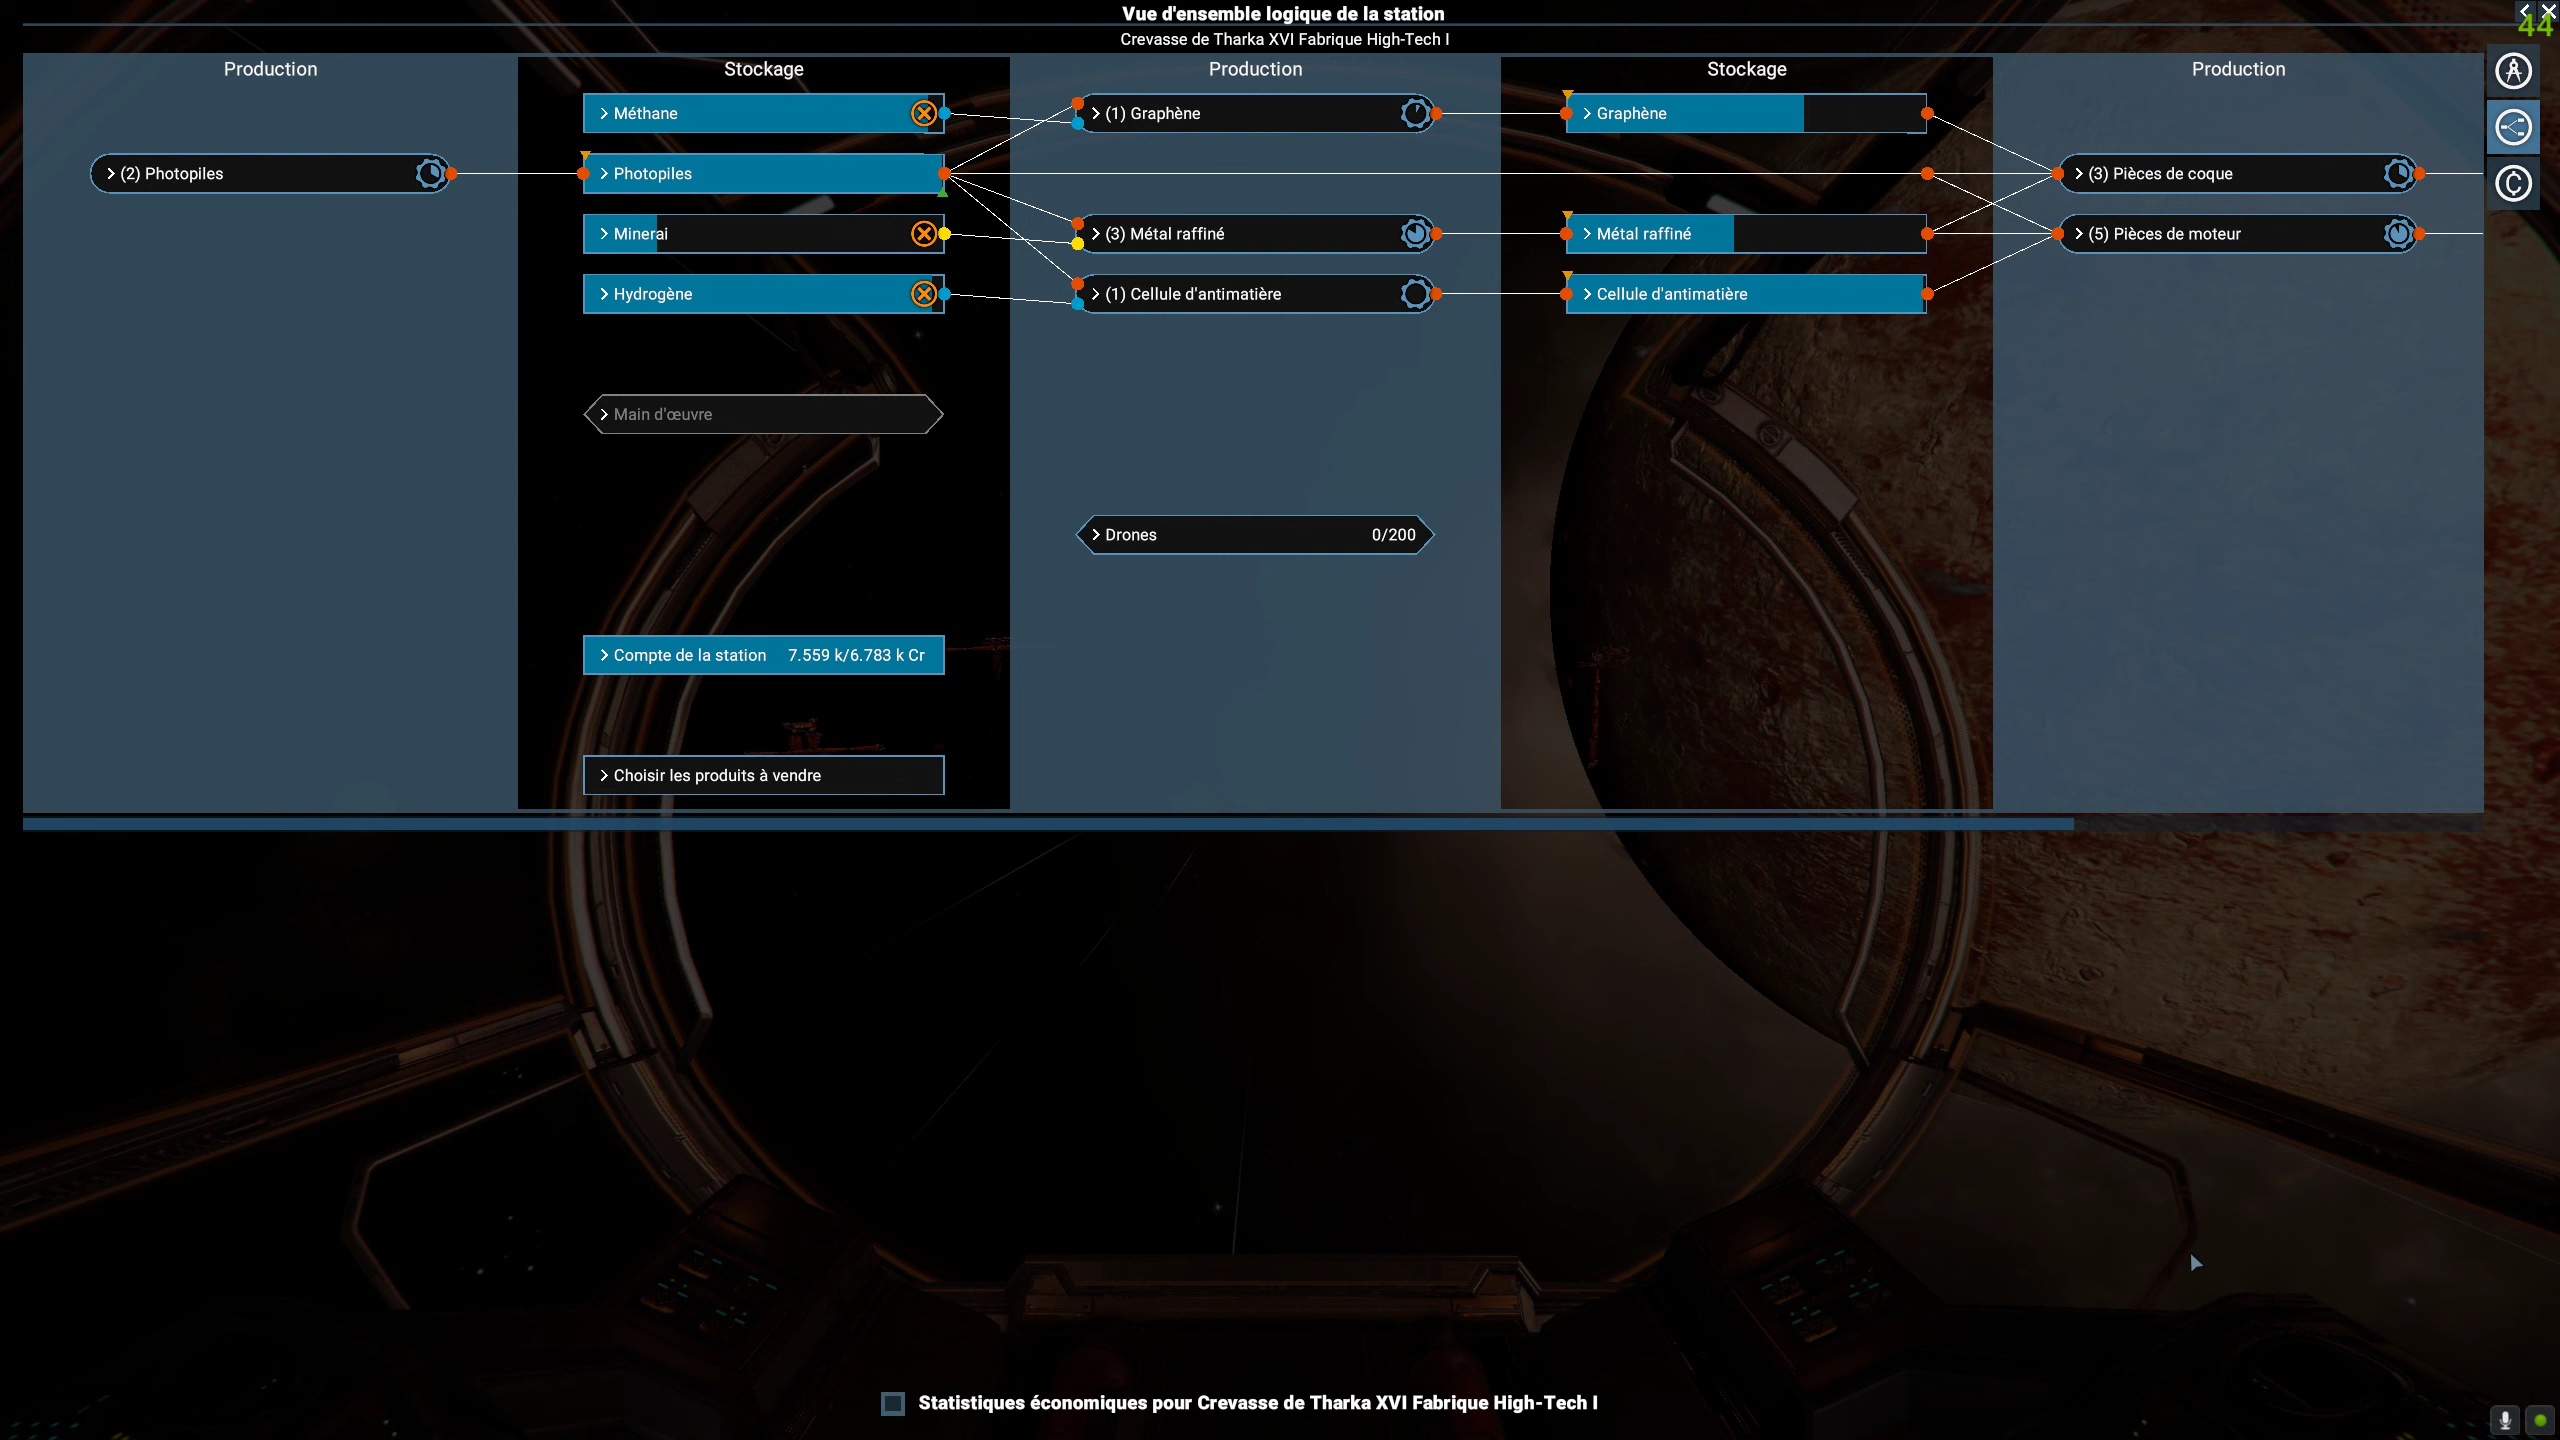 Vue d'ensemble logique de la station
44
Crevasse de Tharka XVI Fabrique High-Tech I
Production
Stockage
Production
Stockage
Production
Méthane
(1) Graphène
Graphène
(2) Photopiles
Photopiles
(3) Pièces de coque
Minerai
(3) Métal raffiné
Métal raffiné
(5) Pièces de moteur
Hydrogène
(1) Cellule d'antimatière
Cellule d'antimatière
Main d'œuvre
Drones 0/200
Compte de la station 7.559 k/6.783 k Cr
Choisir les produits à vendre
Statistiques économiques pour Crevasse de Tharka XVI Fabrique High-Tech I